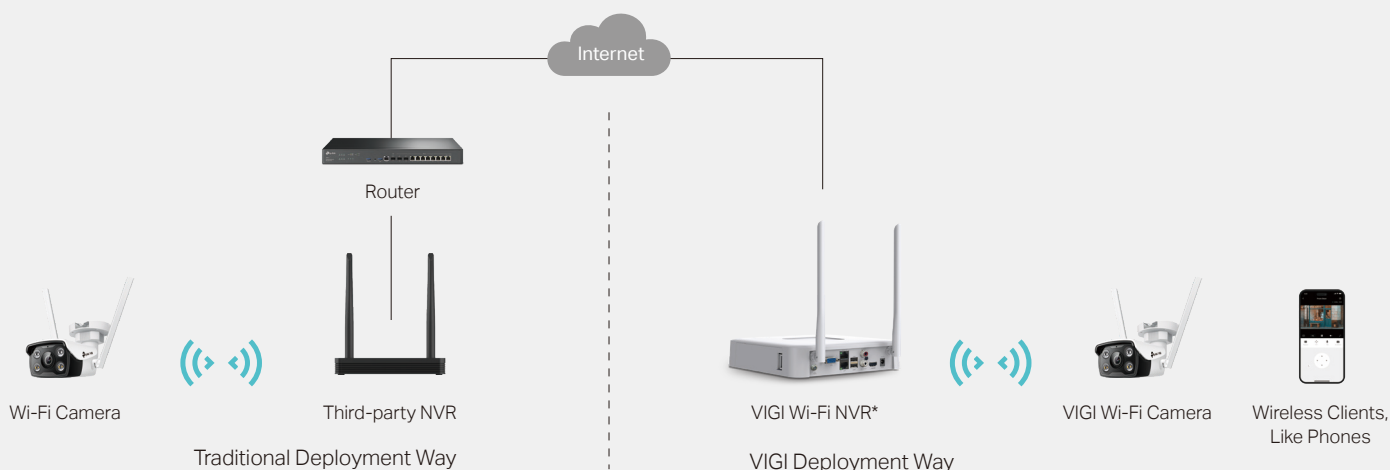 Internet
Router
Wi-Fi Camera
Third-party NVR
VIGI Wi-Fi NVR*
VIGI Wi-Fi Camera
Wireless Clients,
Like Phones
Traditional Deployment Way
VIGI Deployment Way